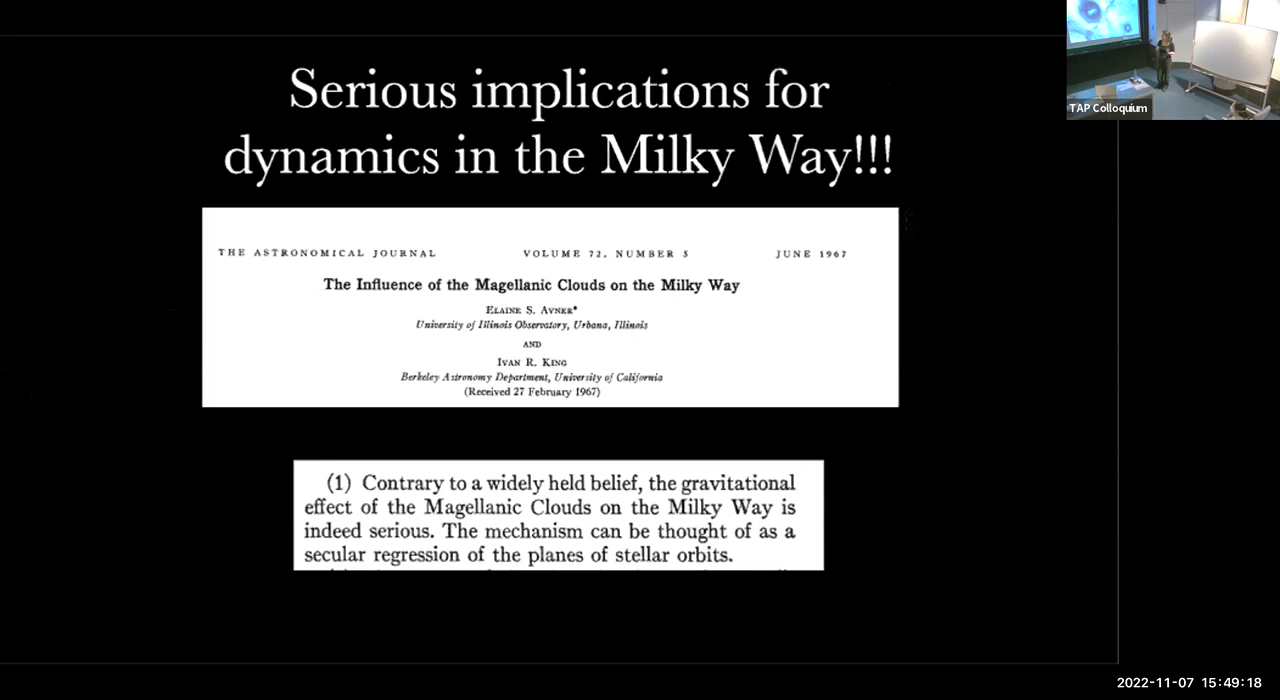 Serious implications for
dynamics in the Milky Way!!!
TAP Colloquium
THE ASTRONOMICAL JOURNAL VOLUME 72, NUMBER 5 JUNE 1967
The Influence of the Magellanic Clouds on the Milky Way
ELAINE S. AVNER*
University of Illinois Observatory, Urbana, Illinois
AND
IVAN R. KING
Berkeley Astronomy Department, University of California
(Received 27 February 1967)
(1) Contrary to a widely held belief, the gravitational
effect of the Magellanic Clouds on the Milky Way is
indeed serious. The mechanism can be thought of as a
secular regression of the planes of stellar orbits.
2022-11-07 15:49:18